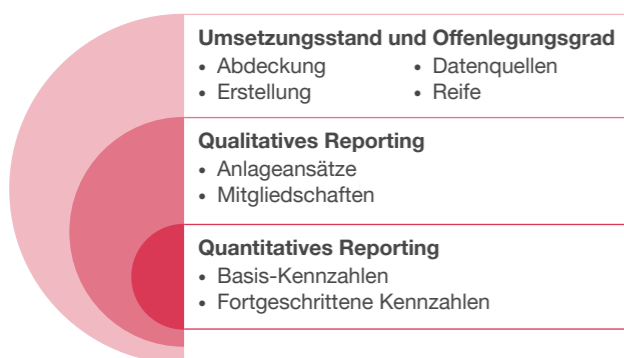 Umsetzungsstand und Offenlegungsgrad
• Abdeckung • Datenquellen
• Erstellung • Reife
Qualitatives Reporting
• Anlageansätze
• Mitgliedschaften
Quantitatives Reporting
• Basis-Kennzahlen
• Fortgeschrittene Kennzahlen